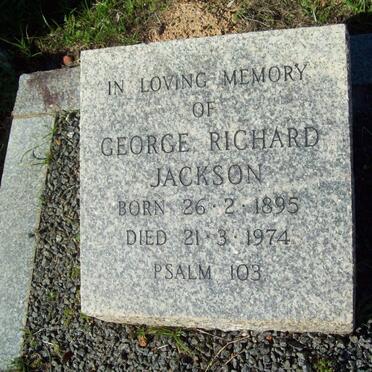 IN LOVING MEMORY
OF
GEORGE RICHARD
JACKSON
BORN 26·2·1895
DIED 21·3·1974
PSALM 103